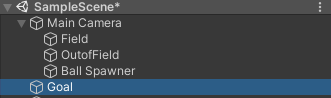 SampleScene*
Main Camera
Field
OutofField
Ball Spawner
Goal